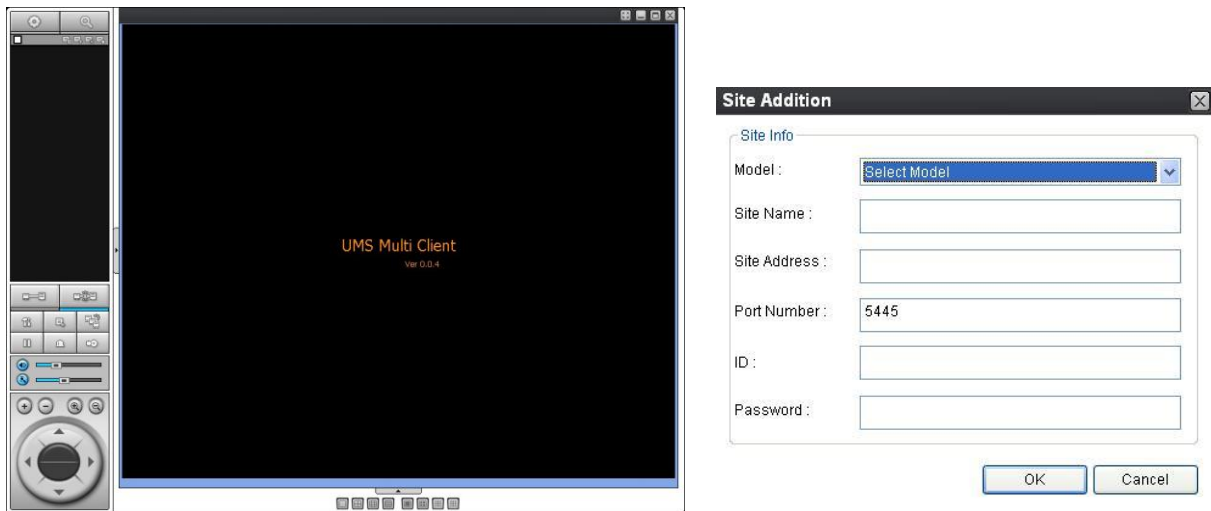 UMS Multi Client
Ver 0.0.4
Site Addition
Site Info
Model :
Select Model
Site Name :
Site Address :
Port Number :
5445
ID :
Password :
OK
Cancel